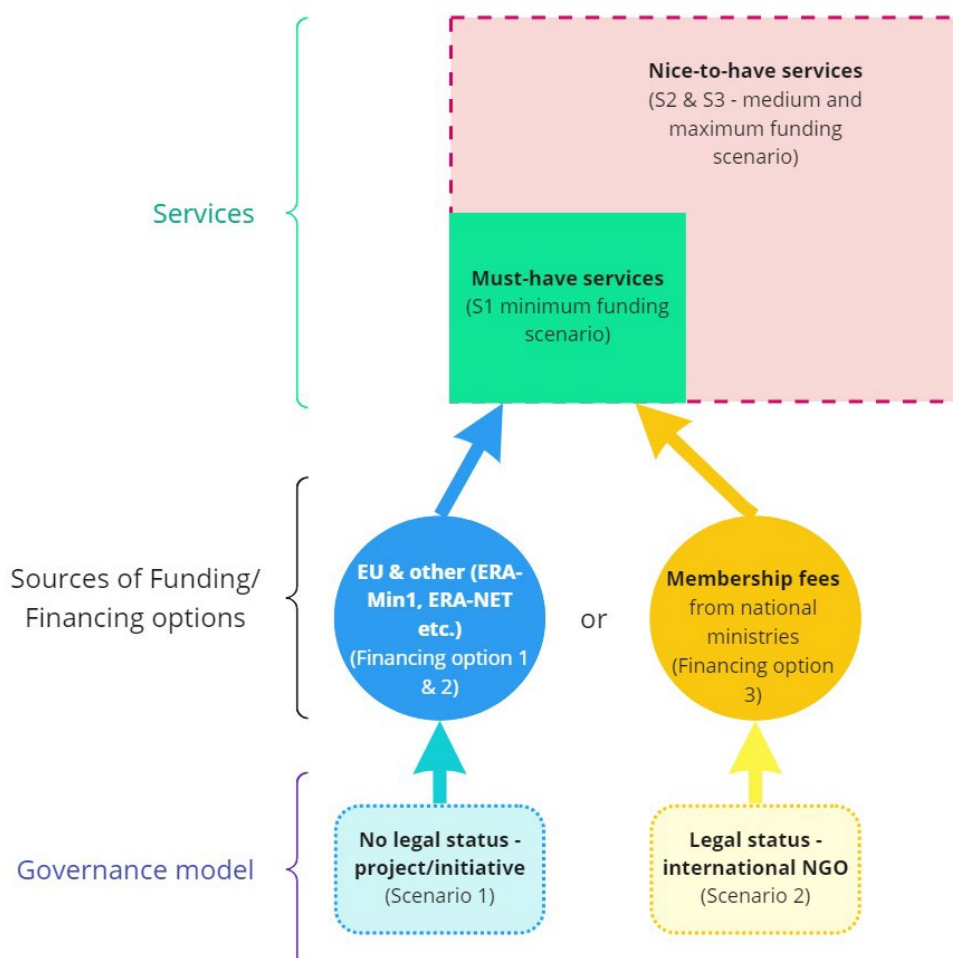 Nice-to-have services
(S2 & S3 - medium and
maximum funding
scenario)
Services
Must-have services
(S1 minimum funding
scenario)
Sources of Funding/
Financing options
EU & other (ERA-
Min1, ERA-NET
etc.)
(Financing option 1
& 2)
or
Membership fees
from national
ministries
(Financing option
3)
Governance model
No legal status -
project/initiative
(Scenario 1)
Legal status -
international NGO
(Scenario 2)